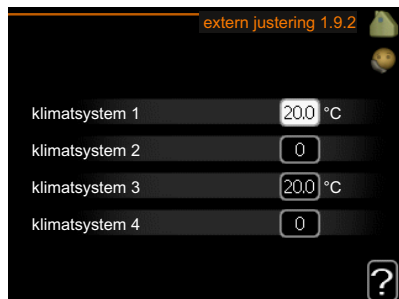 extern justering 1.9.2
klimatsystem 1 20.0 °C
klimatsystem 2 0
klimatsystem 3 20.0 °C
klimatsystem 4 0
?